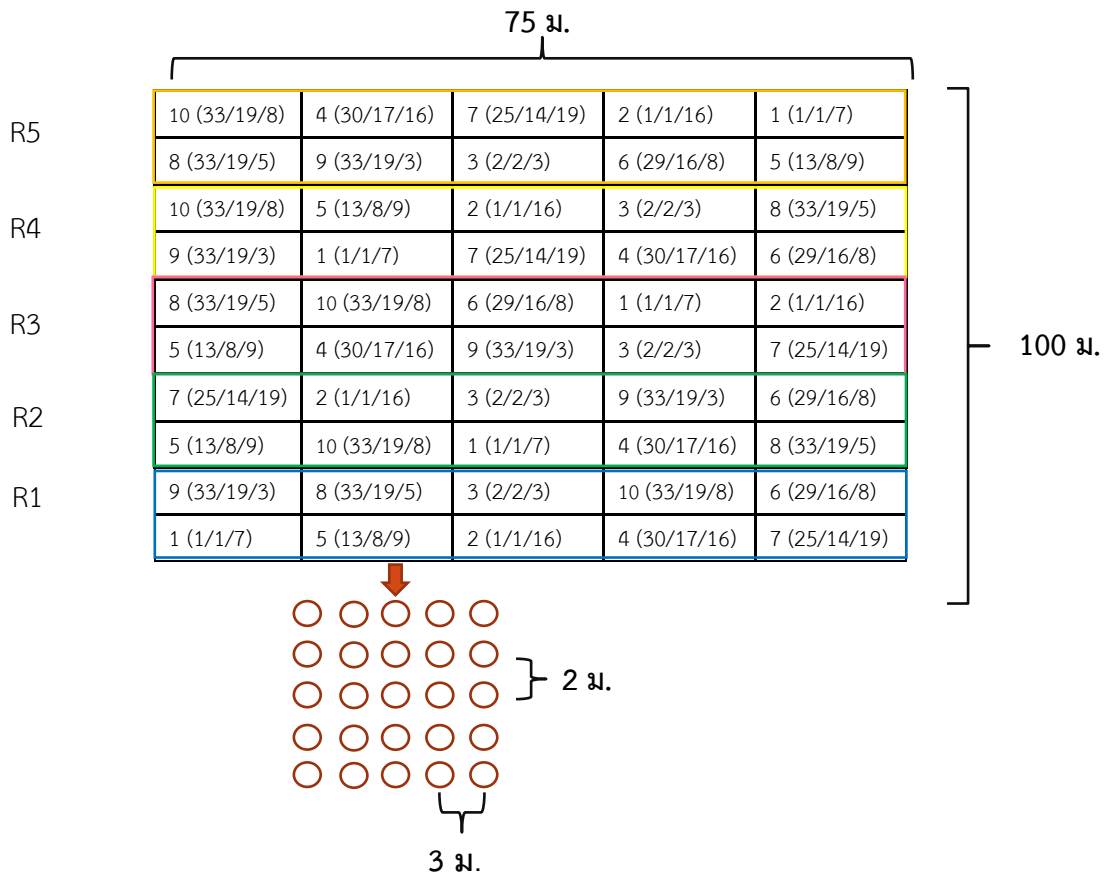 75 ม.
R5
10 (33/19/8) 4 (30/17/16) 7 (25/14/19) 2 (1/1/16) 1 (1/1/7)
8 (33/19/5) 9 (33/19/3) 3 (2/2/3) 6 (29/16/8) 5 (13/8/9)
R4
10 (33/19/8) 5 (13/8/9) 2 (1/1/16) 3 (2/2/3) 8 (33/19/5)
9 (33/19/3) 1 (1/1/7) 7 (25/14/19) 4 (30/17/16) 6 (29/16/8)
R3
8 (33/19/5) 10 (33/19/8) 6 (29/16/8) 1 (1/1/7) 2 (1/1/16)
5 (13/8/9) 4 (30/17/16) 9 (33/19/3) 3 (2/2/3) 7 (25/14/19)
100 ม.
R2
7 (25/14/19) 2 (1/1/16) 3 (2/2/3) 9 (33/19/3) 6 (29/16/8)
5 (13/8/9) 10 (33/19/8) 1 (1/1/7) 4 (30/17/16) 8 (33/19/5)
R1
9 (33/19/3) 8 (33/19/5) 3 (2/2/3) 10 (33/19/8) 6 (29/16/8)
1 (1/1/7) 5 (13/8/9) 2 (1/1/16) 4 (30/17/16) 7 (25/14/19)
2 ม.
3 ม.